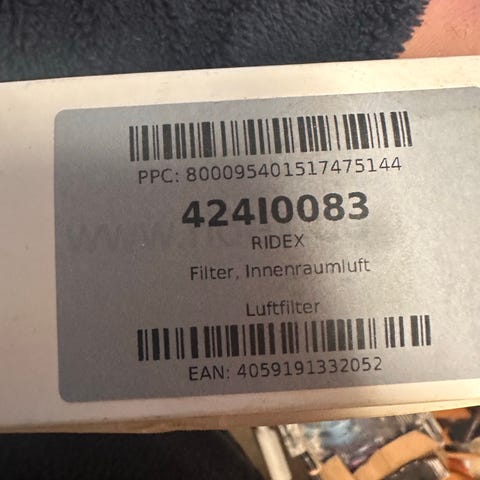 PPC: 800095401517475144
424I0083
RIDEX
Filter, Innenraumluft
Luftfilter
EAN: 4059191332052